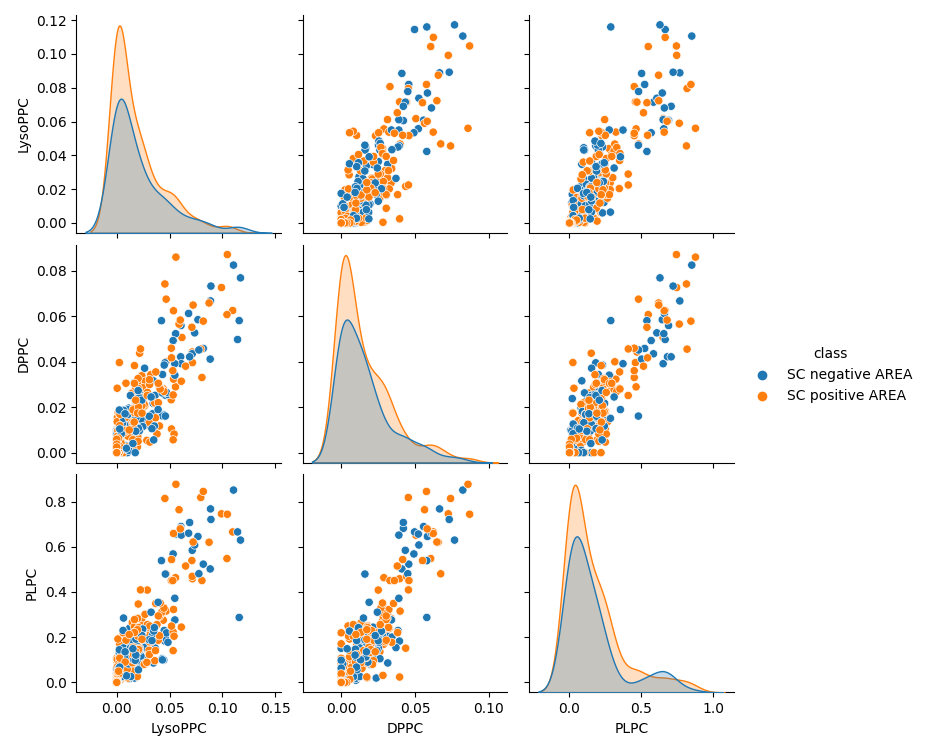 0.12
0.10
0.08
0.06
0.04
0.02
0.00
LysoPPC
0.08
0.06
0.04
0.02
0.00
DPPC
class
SC negative AREA
SC positive AREA
0.8
0.6
0.4
0.2
0.0
PLPC
0.00 0.05 0.10 0.15
LysoPPC
0.00 0.05 0.10
DPPC
0.0 0.5 1.0
PLPC